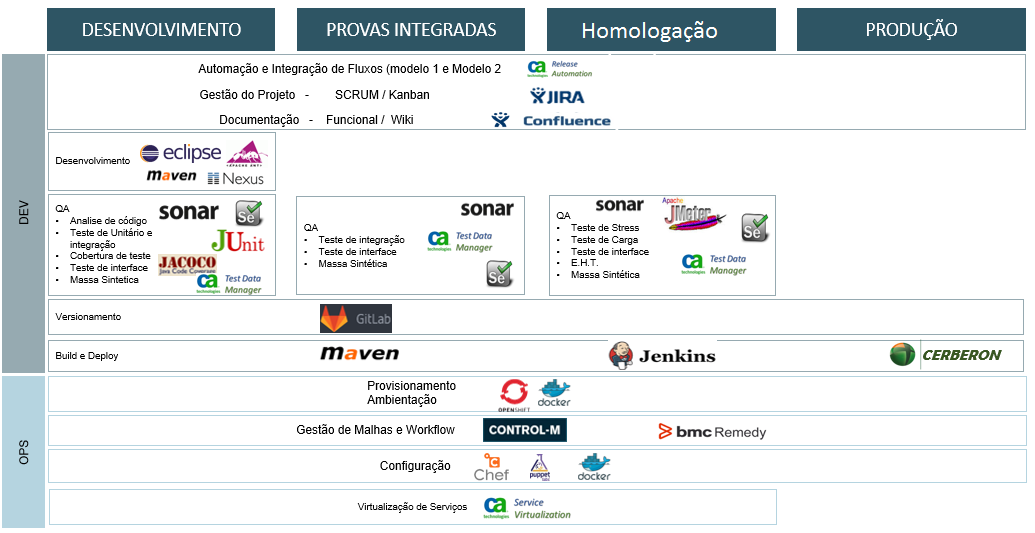 DESENVOLVIMENTO
PROVAS INTEGRADAS
Homologação
PRODUÇÃO
DEV
Automação e Integração de Fluxos (modelo 1 e Modelo 2
ca technologies Release Automation
Gestão do Projeto - SCRUM / Kanban
JIRA
Documentação - Funcional / Wiki
Confluence
Desenvolvimento
eclipse
APACHE ANT
maven
Nexus
QA
Analise de código
Teste de Unitário e
integração
Cobertura de teste
Teste de interface
Massa Sintetica
sonar
Se
JUnit
JACOCO
Java Code Coverage
ca technologies Test Data Manager
QA
Teste de integração
Teste de interface
Massa Sintética
sonar
ca technologies Test Data Manager
Se
QA
Teste de Stress
Teste de Carga
Teste de interface
E.H.T.
Massa Sintética
sonar
Apache
JMeter
Se
ca technologies Test Data Manager
Versionamento
GitLab
Build e Deploy
maven
Jenkins
CERBERON
OPS
Provisionamento
Ambientação
OPENSHIFT
docker
Gestão de Malhas e Workflow
CONTROL-M
bmc Remedy
Configuração
Chef
puppet labs
docker
Virtualização de Serviços
ca technologies Service Virtualization